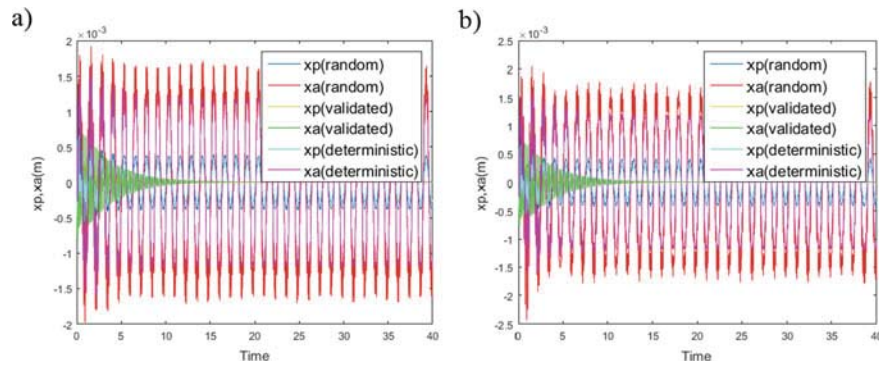 a)
×10⁻³
2
1.5
1
0.5
0
-0.5
-1
-1.5
-2
xp,xa(m)
0 5 10 15 20 25 30 35 40
Time
xp(random)
xa(random)
xp(validated)
xa(validated)
xp(deterministic)
xa(deterministic)
b)
×10⁻³
2.5
2
1.5
1
0.5
0
-0.5
-1
-1.5
-2
-2.5
xp,xa(m)
0 5 10 15 20 25 30 35 40
Time
xp(random)
xa(random)
xp(validated)
xa(validated)
xp(deterministic)
xa(deterministic)